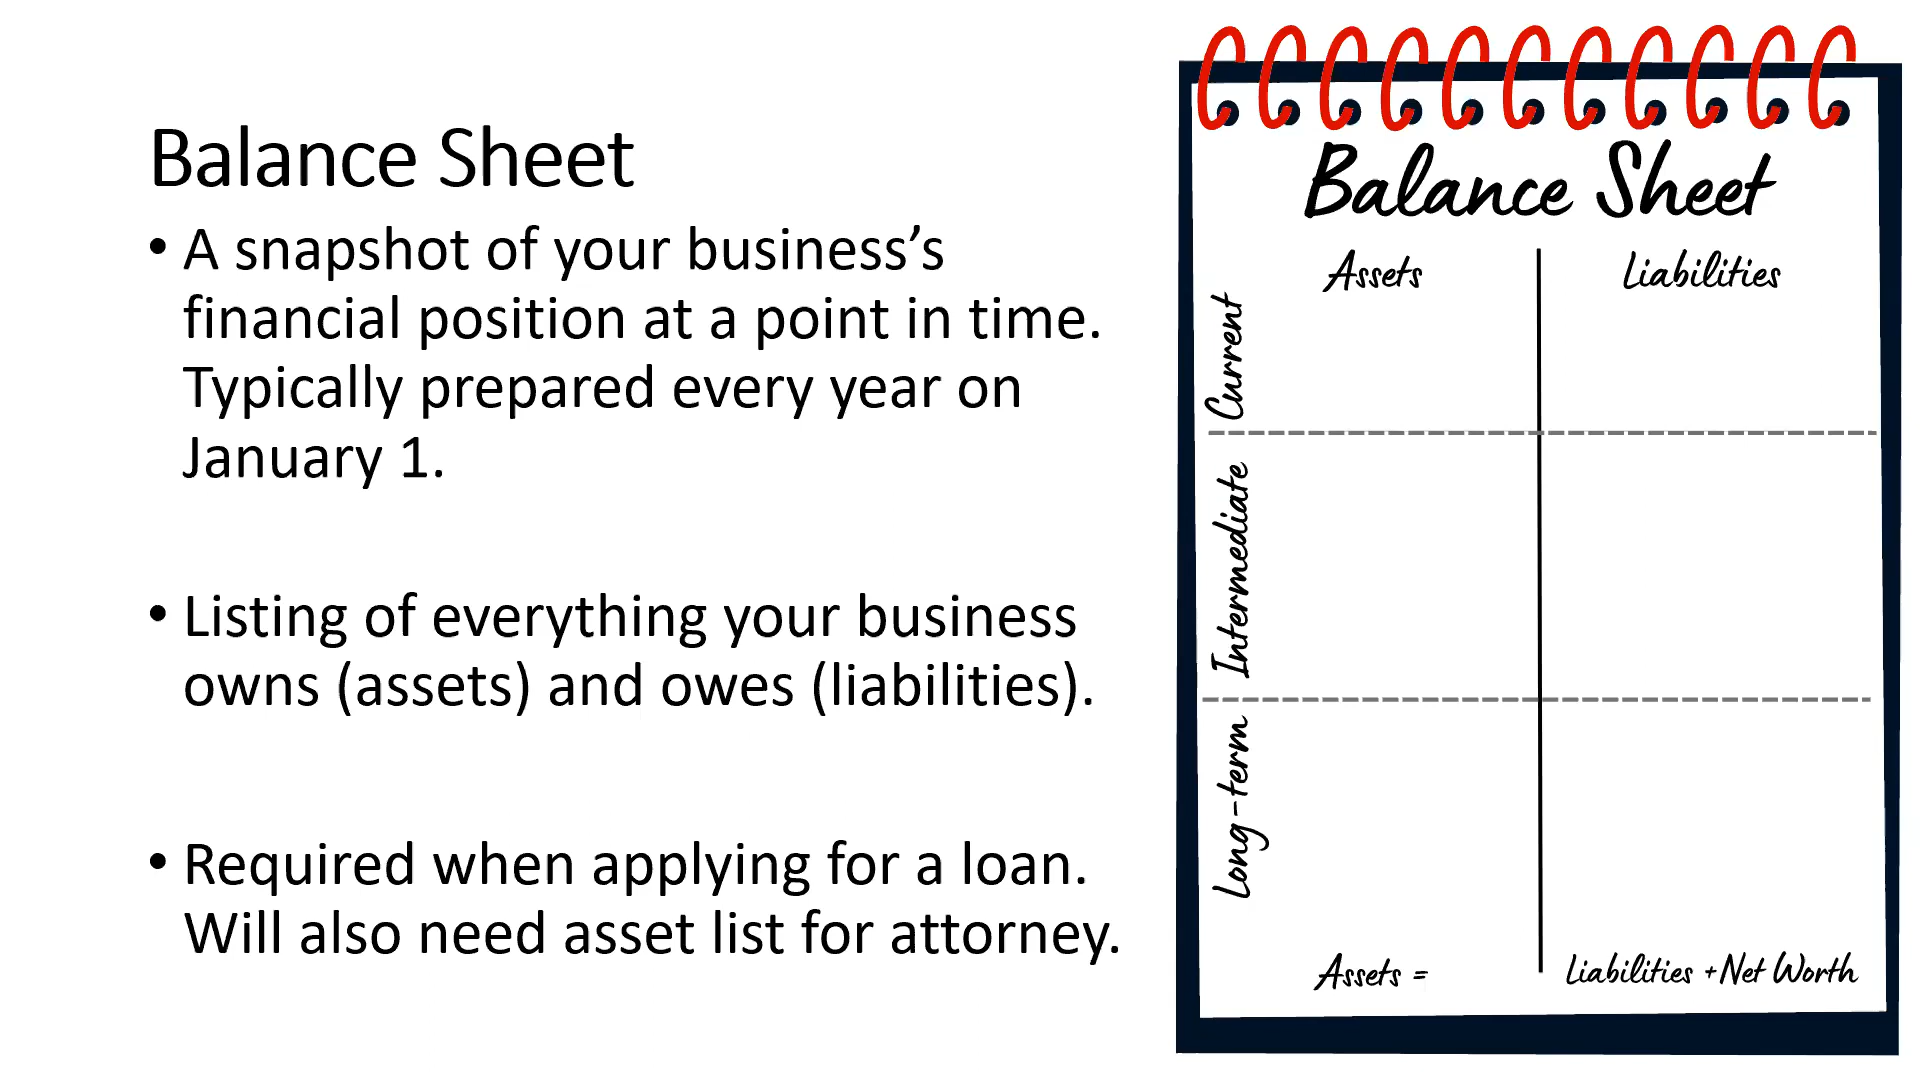 Balance Sheet
• A snapshot of your business’s
financial position at a point in time.
Typically prepared every year on
January 1.
• Listing of everything your business
owns (assets) and owes (liabilities).
• Required when applying for a loan.
Will also need asset list for attorney.
Balance Sheet
Assets
Liabilities
Current
Intermediate
Long-term
Assets =
Liabilities + Net Worth